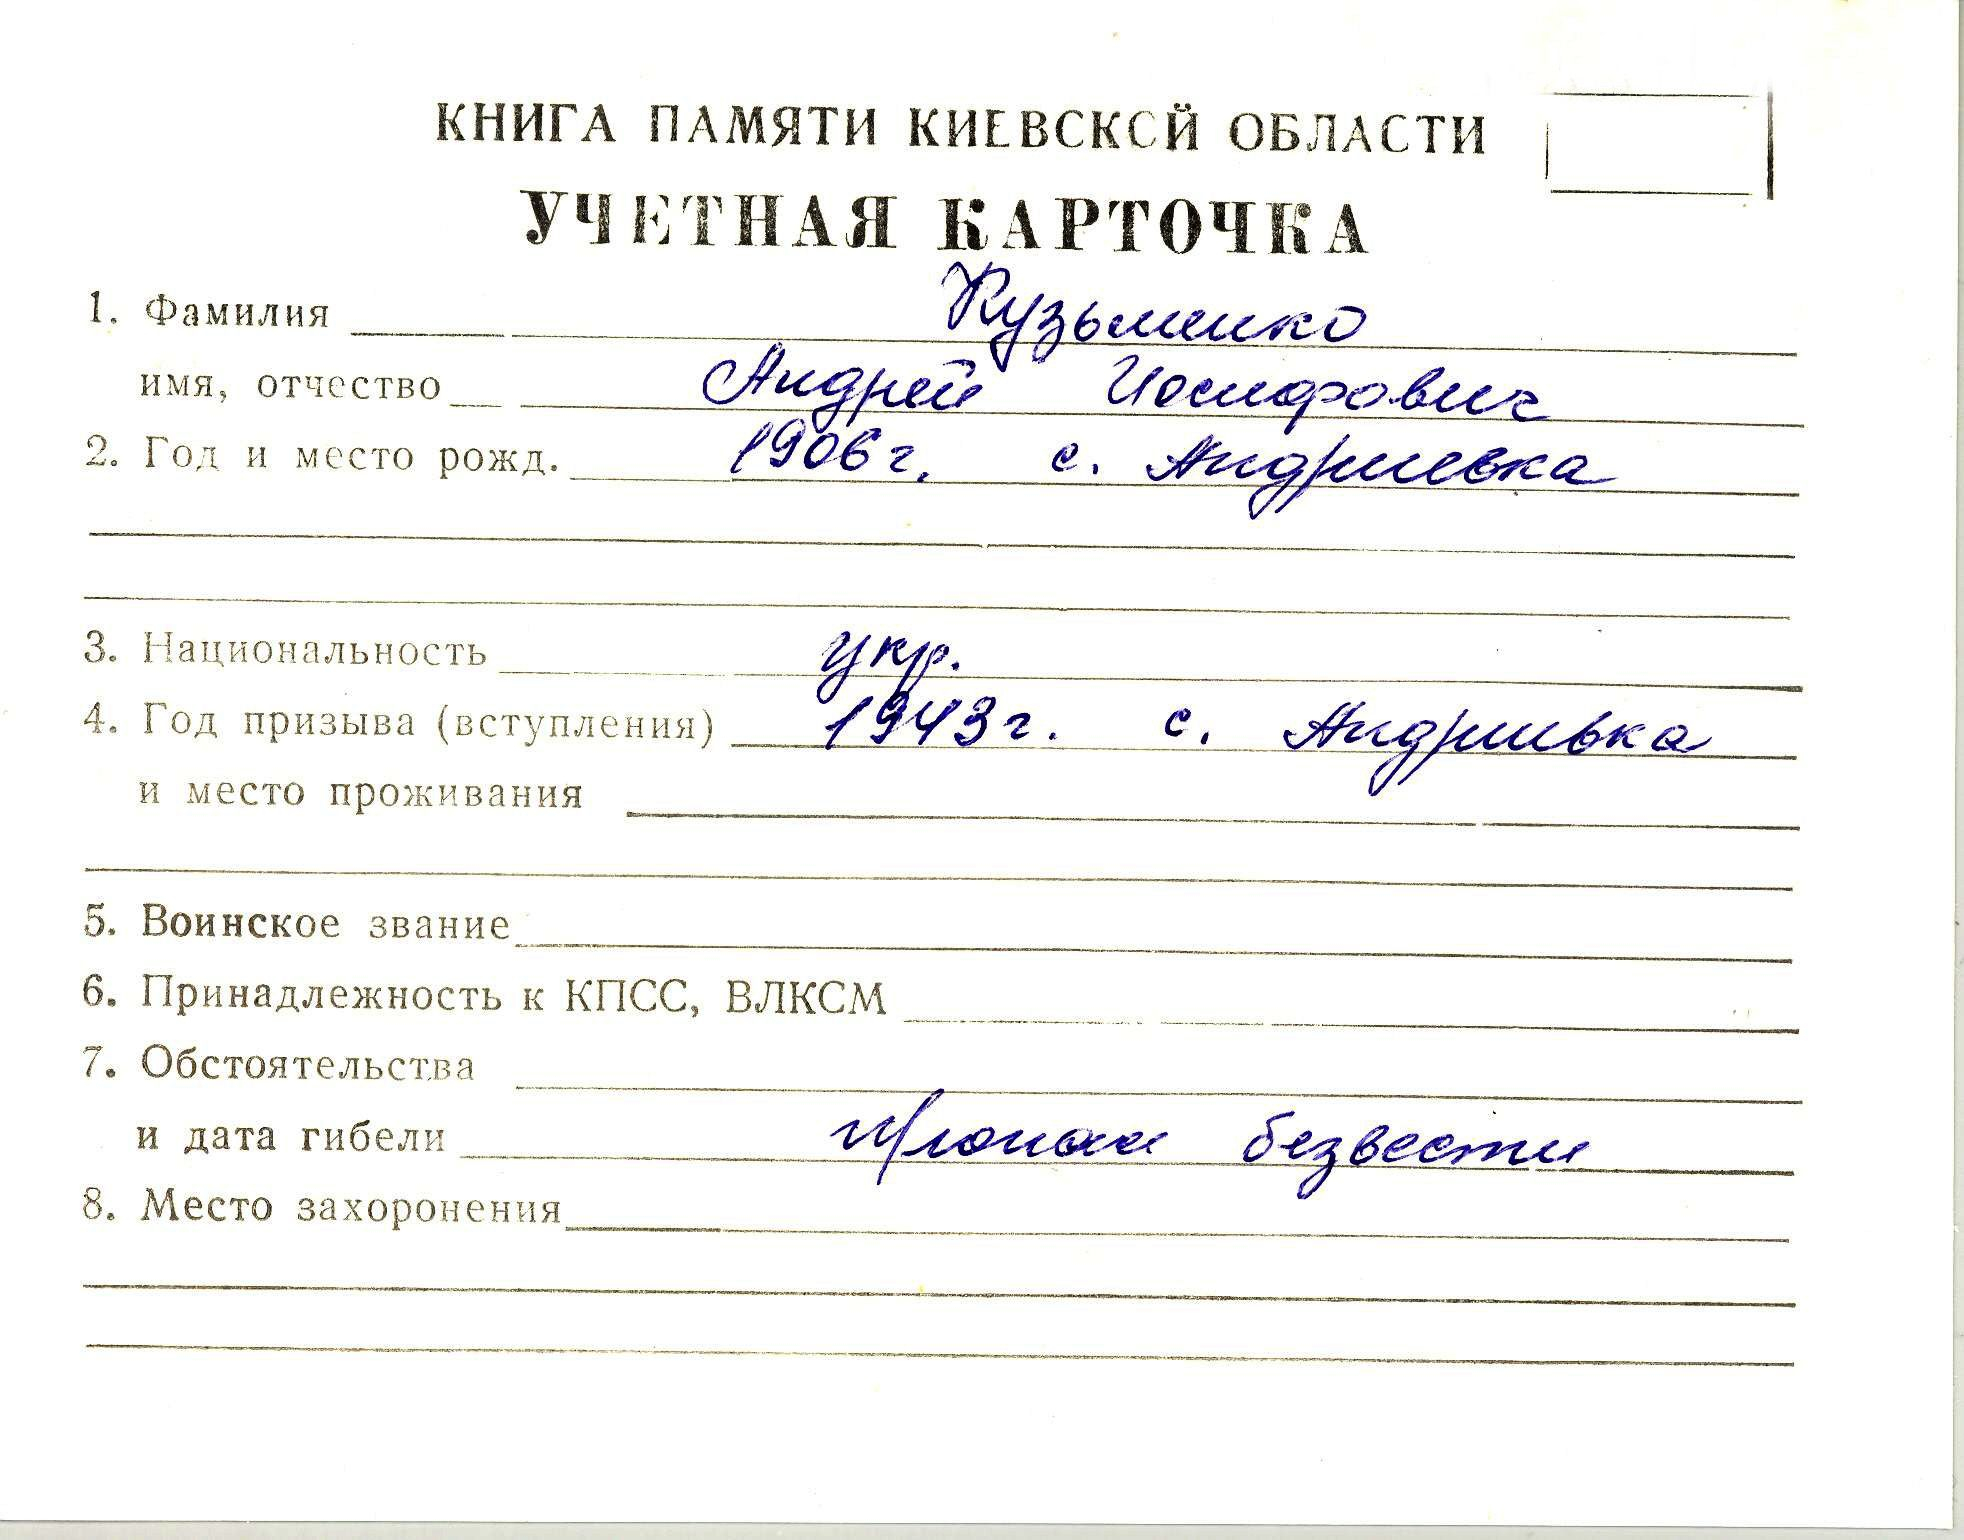 КНИГА ПАМЯТИ КИЕВСКОЙ ОБЛАСТИ
УЧЕТНАЯ КАРТОЧКА
1. Фамилия Кузьменко
имя, отчество Андрей Иосифович
2. Год и место рожд. 1906г. с. Андриевка
3. Национальность укр.
4. Год призыва (вступления) 1943г. с. Андриивка
и место проживания
5. Воинское звание
6. Принадлежность к КПСС, ВЛКСМ
7. Обстоятельства
и дата гибели пропал безвести
8. Место захоронения